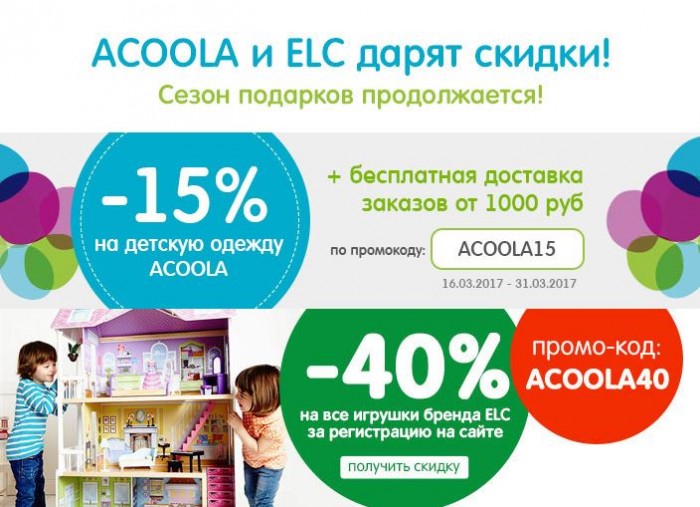 ACOOLA и ELC дарят скидки!
Сезон подарков продолжается!
-15%
на детскую одежду
ACOOLA
+ бесплатная доставка
заказов от 1000 руб
по промокоду: ACOOLA15
16.03.2017 - 31.03.2017
-40%
на все игрушки бренда ELC
за регистрацию на сайте
получить скидку
промо-код:
ACOOLA40